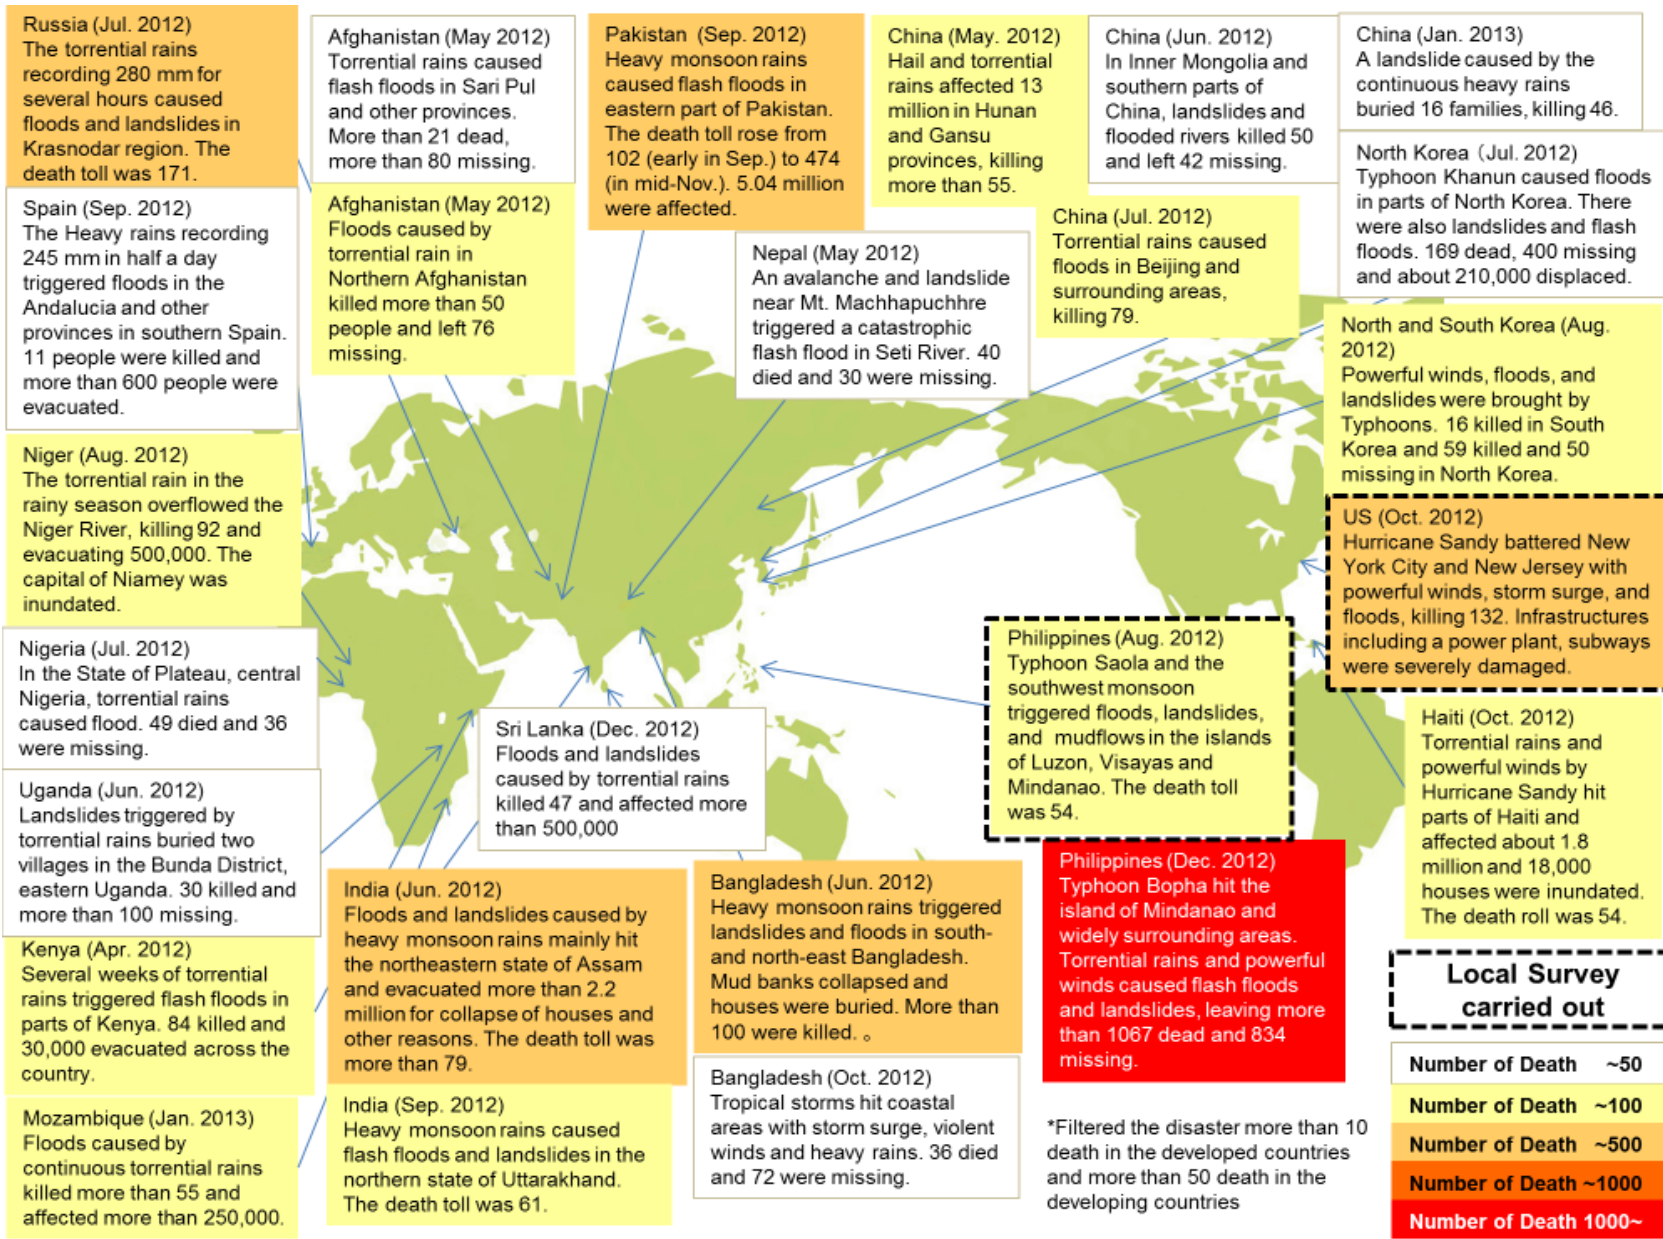 Russia (Jul. 2012)
The torrential rains
recording 280 mm for
several hours caused
floods and landslides in
Krasnodar region. The
death toll was 171.
Spain (Sep. 2012)
The Heavy rains recording
245 mm in half a day
triggered floods in the
Andalucia and other
provinces in southern Spain.
11 people were killed and
more than 600 people were
evacuated.
Niger (Aug. 2012)
The torrential rain in the
rainy season overflowed the
Niger River, killing 92 and
evacuating 500,000. The
capital of Niamey was
inundated.
Nigeria (Jul. 2012)
In the State of Plateau, central
Nigeria, torrential rains
caused flood. 49 died and 36
were missing.
Uganda (Jun. 2012)
Landslides triggered by
torrential rains buried two
villages in the Bunda District,
eastern Uganda. 30 killed and
more than 100 missing.
Kenya (Apr. 2012)
Several weeks of torrential
rains triggered flash floods in
parts of Kenya. 84 killed and
30,000 evacuated across the
country.
Mozambique (Jan. 2013)
Floods caused by
continuous torrential rains
killed more than 55 and
affected more than 250,000.
Afghanistan (May 2012)
Torrential rains caused
flash floods in Sari Pul
and other provinces.
More than 21 dead,
more than 80 missing.
Afghanistan (May 2012)
Floods caused by
torrential rain in
Northern Afghanistan
killed more than 50
people and left 76
missing.
Pakistan (Sep. 2012)
Heavy monsoon rains
caused flash floods in
eastern part of Pakistan.
The death toll rose from
102 (early in Sep.) to 474
(in mid-Nov.). 5.04 million
were affected.
Nepal (May 2012)
An avalanche and landslide
near Mt. Machhapuchhre
triggered a catastrophic
flash flood in Seti River. 40
died and 30 were missing.
China (May. 2012)
Hail and torrential
rains affected 13
million in Hunan
and Gansu
provinces, killing
more than 55.
China (Jun. 2012)
In Inner Mongolia and
southern parts of
China, landslides and
flooded rivers killed 50
and left 42 missing.
China (Jul. 2012)
Torrential rains caused
floods in Beijing and
surrounding areas,
killing 79.
China (Jan. 2013)
A landslide caused by the
continuous heavy rains
buried 16 families, killing 46.
North Korea (Jul. 2012)
Typhoon Khanun caused floods
in parts of North Korea. There
were also landslides and flash
floods. 169 dead, 400 missing
and about 210,000 displaced.
North and South Korea (Aug.
2012)
Powerful winds, floods, and
landslides were brought by
Typhoons. 16 killed in South
Korea and 59 killed and 50
missing in North Korea.
US (Oct. 2012)
Hurricane Sandy battered New
York City and New Jersey with
powerful winds, storm surge, and
floods, killing 132. Infrastructures
including a power plant, subways
were severely damaged.
Haiti (Oct. 2012)
Torrential rains and
powerful winds by
Hurricane Sandy hit
parts of Haiti and
affected about 1.8
million and 18,000
houses were inundated.
The death roll was 54.
Philippines (Aug. 2012)
Typhoon Saola and the
southwest monsoon
triggered floods, landslides,
and mudflows in the islands
of Luzon, Visayas and
Mindanao. The death toll
was 54.
Philippines (Dec. 2012)
Typhoon Bopha hit the
island of Mindanao and
widely surrounding areas.
Torrential rains and powerful
winds caused flash floods
and landslides, leaving more
than 1067 dead and 834
missing.
Sri Lanka (Dec. 2012)
Floods and landslides
caused by torrential rains
killed 47 and affected more
than 500,000
India (Jun. 2012)
Floods and landslides caused by
heavy monsoon rains mainly hit
the northeastern state of Assam
and evacuated more than 2.2
million for collapse of houses and
other reasons. The death toll was
more than 79.
India (Sep. 2012)
Heavy monsoon rains caused
flash floods and landslides in the
northern state of Uttarakhand.
The death toll was 61.
Bangladesh (Jun. 2012)
Heavy monsoon rains triggered
landslides and floods in south-
and north-east Bangladesh.
Mud banks collapsed and
houses were buried. More than
100 were killed. 。
Bangladesh (Oct. 2012)
Tropical storms hit coastal
areas with storm surge, violent
winds and heavy rains. 36 died
and 72 were missing.
*Filtered the disaster more than 10
death in the developed countries
and more than 50 death in the
developing countries
Local Survey
carried out
Number of Death ~50
Number of Death ~100
Number of Death ~500
Number of Death ~1000
Number of Death 1000~